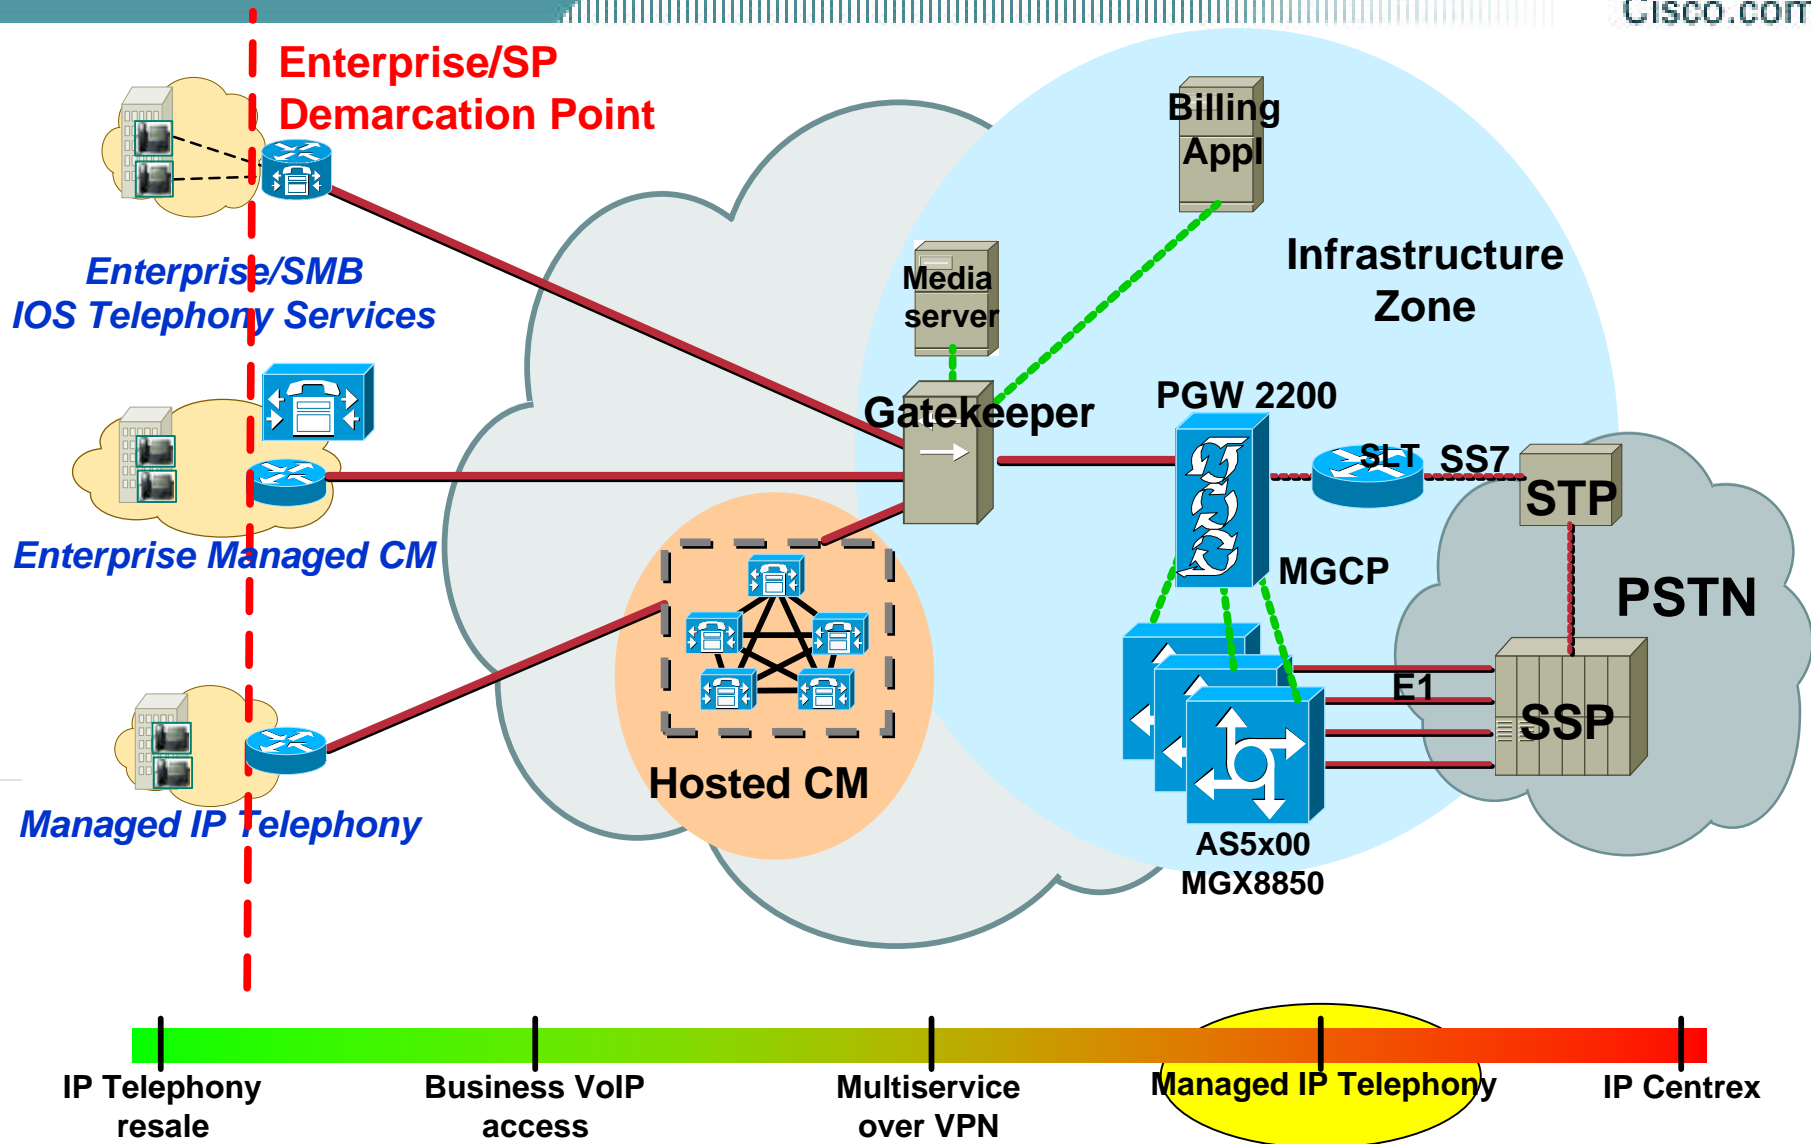 Cisco.com
Enterprise/SP
Demarcation Point
Billing
Appl
Enterprise/SMB
IOS Telephony Services
Media
server
Infrastructure
Zone
Gatekeeper
PGW 2200
SLT
SS7
STP
Enterprise Managed CM
MGCP
PSTN
E1
SSP
Hosted CM
Managed IP Telephony
AS5x00
MGX8850
IP Telephony
resale
Business VoIP
access
Multiservice
over VPN
Managed IP Telephony
IP Centrex